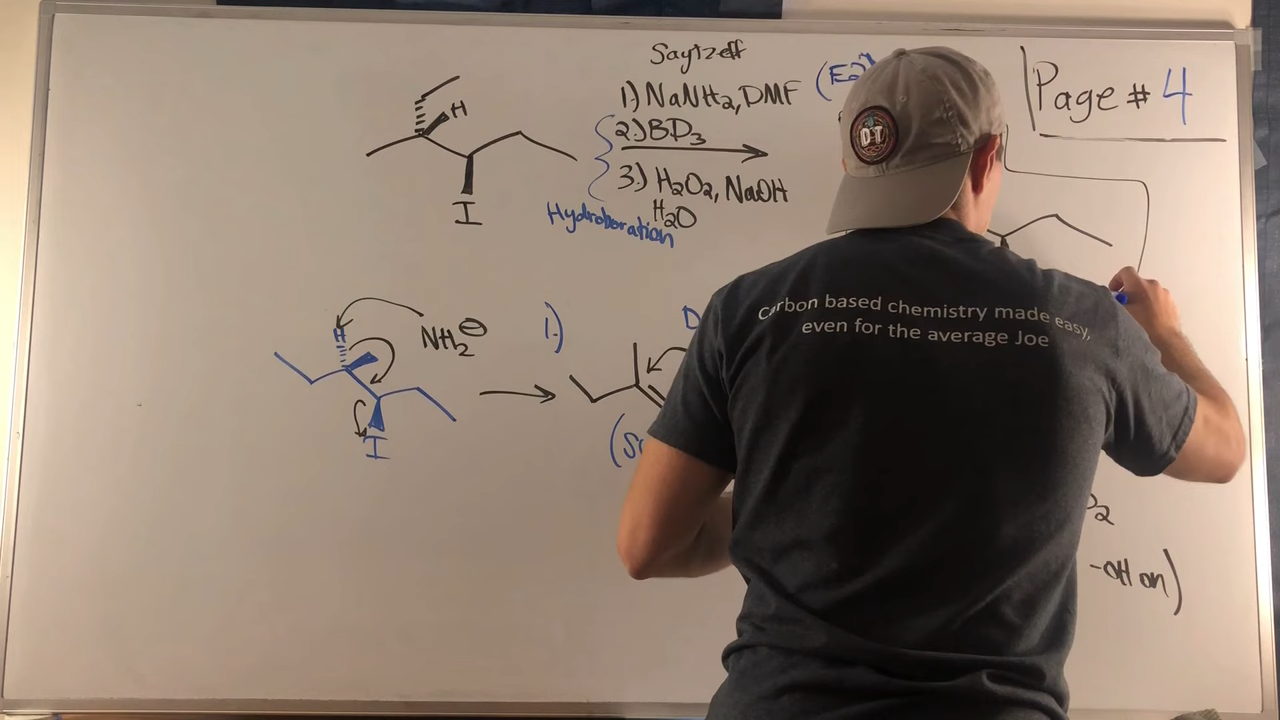 Saytzeff
1.) NaNH₂, DMF (E2
2.) BD₃
3.) H₂O₂, NaOH
H₂O
Hydroboration
Page # 4
H
I
D-T
Carbon based chemistry made easy,
even for the average Joe
H
NH₂⊖
1.)
D
I
-OH on)